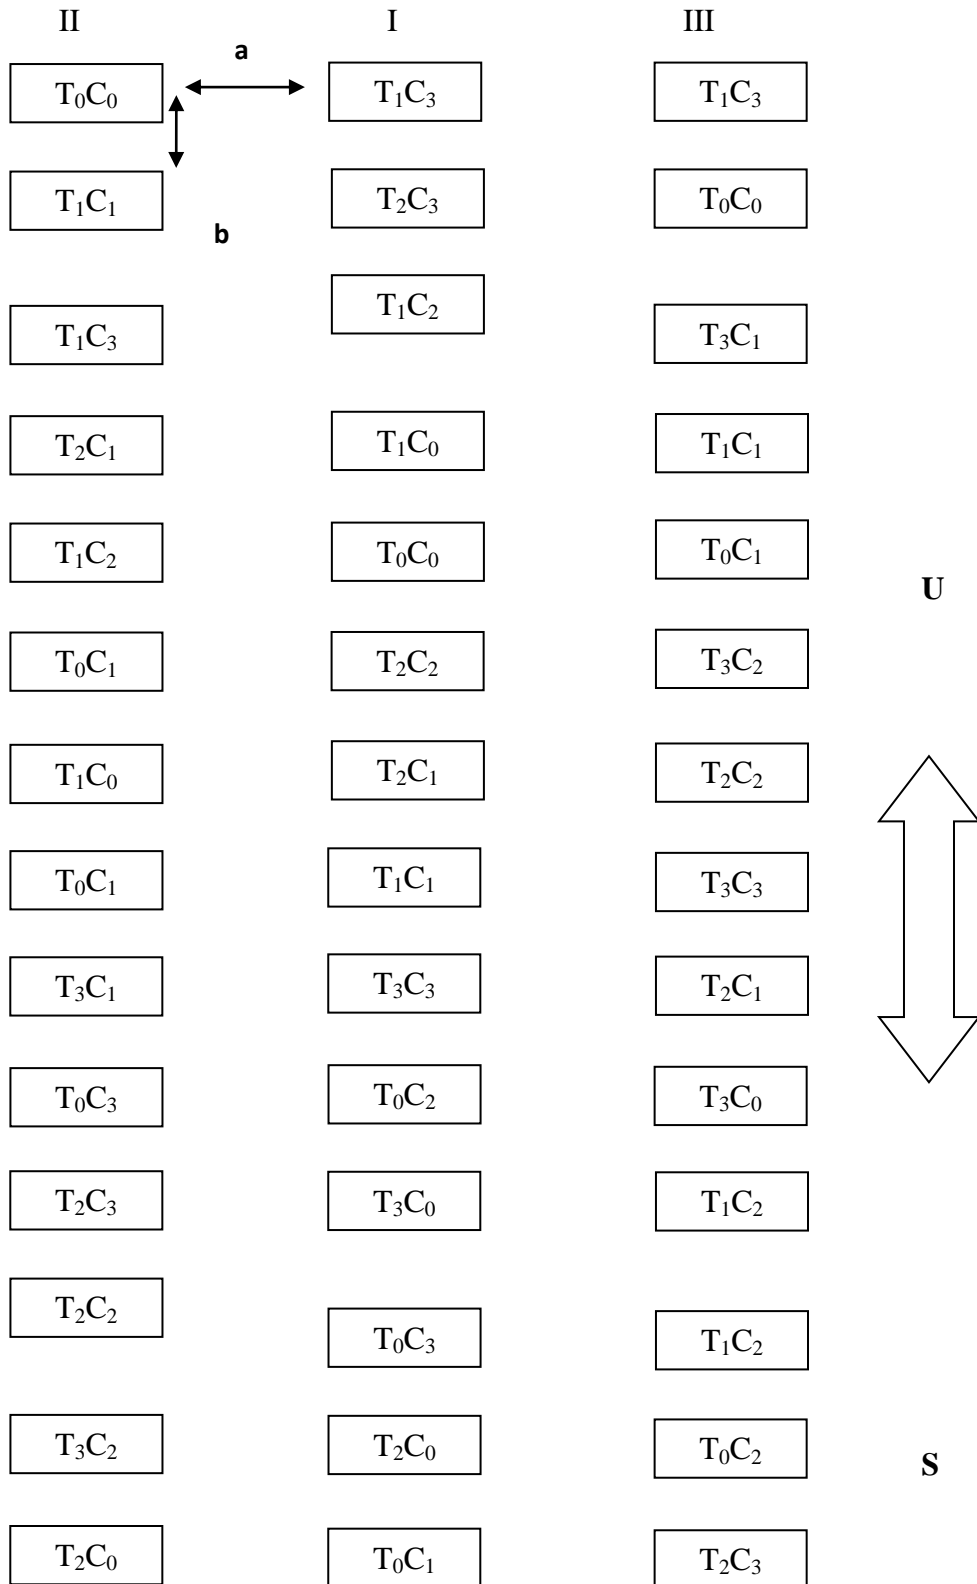 II I III
a
T₀C₀ T₁C₃ T₁C₃
T₁C₁ T₂C₃ T₀C₀
b
T₁C₂
T₁C₃ T₃C₁
T₂C₁ T₁C₀ T₁C₁
T₁C₂ T₀C₀ T₀C₁
U
T₀C₁ T₂C₂ T₃C₂
T₁C₀ T₂C₁ T₂C₂
T₀C₁ T₁C₁ T₃C₃
T₃C₁ T₃C₃ T₂C₁
T₀C₃ T₀C₂ T₃C₀
T₂C₃ T₃C₀ T₁C₂
T₂C₂
T₀C₃ T₁C₂
T₃C₂ T₂C₀ T₀C₂
S
T₂C₀ T₀C₁ T₂C₃